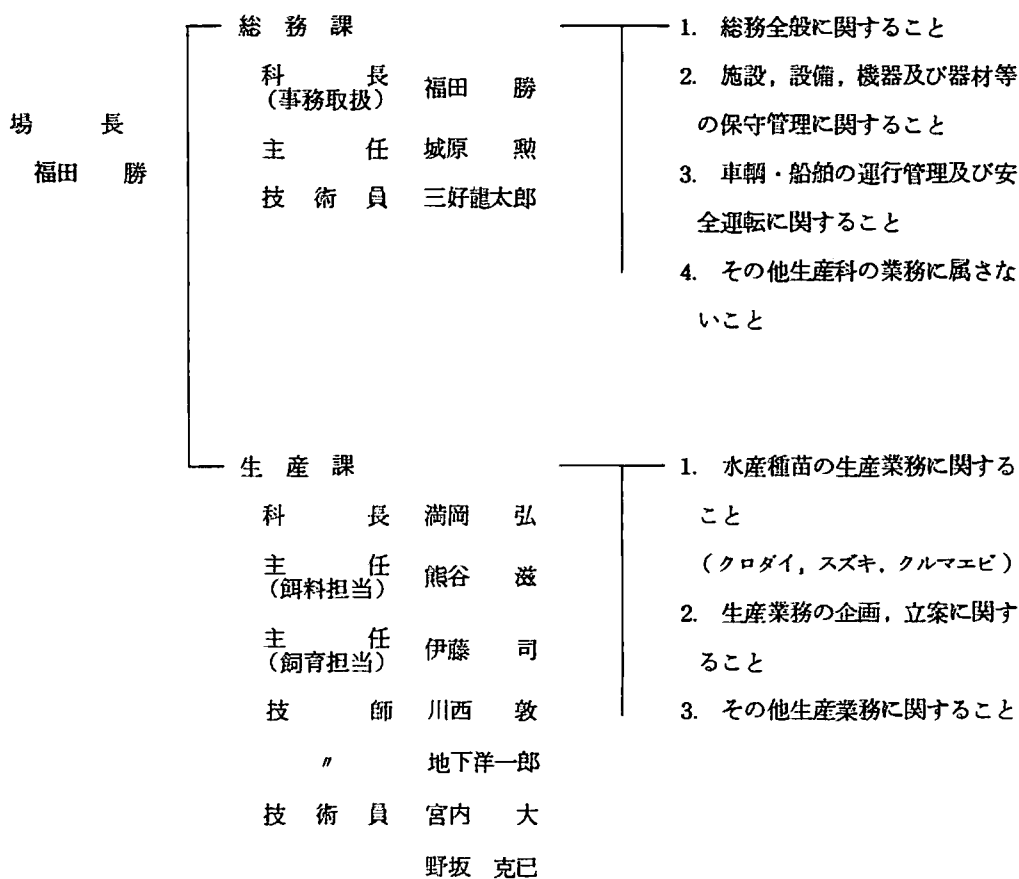 場長
福田 勝
総務課
科長
(事務取扱) 福田 勝
主任 城原 勲
技術員 三好龍太郎
1. 総務全般に関すること
2. 施設,設備,機器及び器材等
の保守管理に関すること
3. 車輌・船舶の運行管理及び安
全運転に関すること
4. その他生産科の業務に属さな
いこと
生産課
科長 満岡 弘
主任
(餌料担当) 熊谷 滋
主任
(飼育担当) 伊藤 司
技師 川西 敦
〃 地下洋一郎
技術員 宮内 大
野坂 克巳
1. 水産種苗の生産業務に関する
こと
(クロダイ,スズキ,クルマエビ)
2. 生産業務の企画,立案に関す
ること
3. その他生産業務に関すること